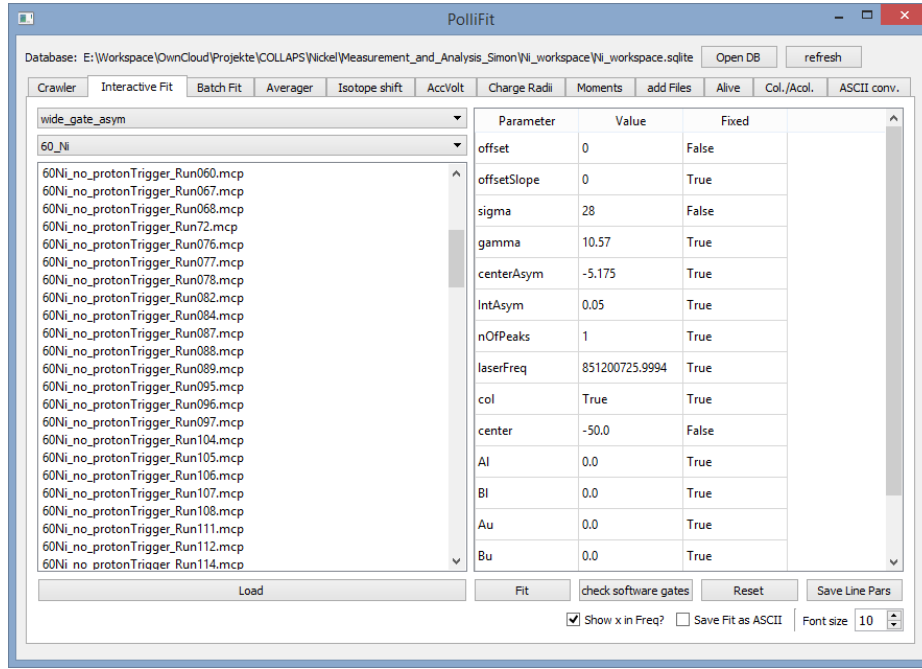 PolliFit
Database: E:\Workspace\OwnCloud\Projekte\COLLAPS\Nickel\Measurement_and_Analysis_Simon\Ni_workspace\Ni_workspace.sqlite Open DB refresh
Crawler Interactive Fit Batch Fit Averager Isotope shift AccVolt Charge Radii Moments add Files Alive Col./Acol. ASCII conv.
wide_gate_asym
60_Ni
60Ni_no_protonTrigger_Run060.mcp
60Ni_no_protonTrigger_Run067.mcp
60Ni_no_protonTrigger_Run068.mcp
60Ni_no_protonTrigger_Run72.mcp
60Ni_no_protonTrigger_Run076.mcp
60Ni_no_protonTrigger_Run077.mcp
60Ni_no_protonTrigger_Run078.mcp
60Ni_no_protonTrigger_Run082.mcp
60Ni_no_protonTrigger_Run084.mcp
60Ni_no_protonTrigger_Run087.mcp
60Ni_no_protonTrigger_Run088.mcp
60Ni_no_protonTrigger_Run089.mcp
60Ni_no_protonTrigger_Run095.mcp
60Ni_no_protonTrigger_Run096.mcp
60Ni_no_protonTrigger_Run097.mcp
60Ni_no_protonTrigger_Run104.mcp
60Ni_no_protonTrigger_Run105.mcp
60Ni_no_protonTrigger_Run106.mcp
60Ni_no_protonTrigger_Run107.mcp
60Ni_no_protonTrigger_Run108.mcp
60Ni_no_protonTrigger_Run111.mcp
60Ni_no_protonTrigger_Run112.mcp
60Ni_no_protonTrigger_Run114.mcp
Load
Parameter Value Fixed
offset 0 False
offsetSlope 0 True
sigma 28 False
gamma 10.57 True
centerAsym -5.175 True
IntAsym 0.05 True
nOfPeaks 1 True
laserFreq 851200725.9994 True
col True True
center -50.0 False
Al 0.0 True
Bl 0.0 True
Au 0.0 True
Bu 0.0 True
Fit check software gates Reset Save Line Pars
Show x in Freq? Save Fit as ASCII Font size 10